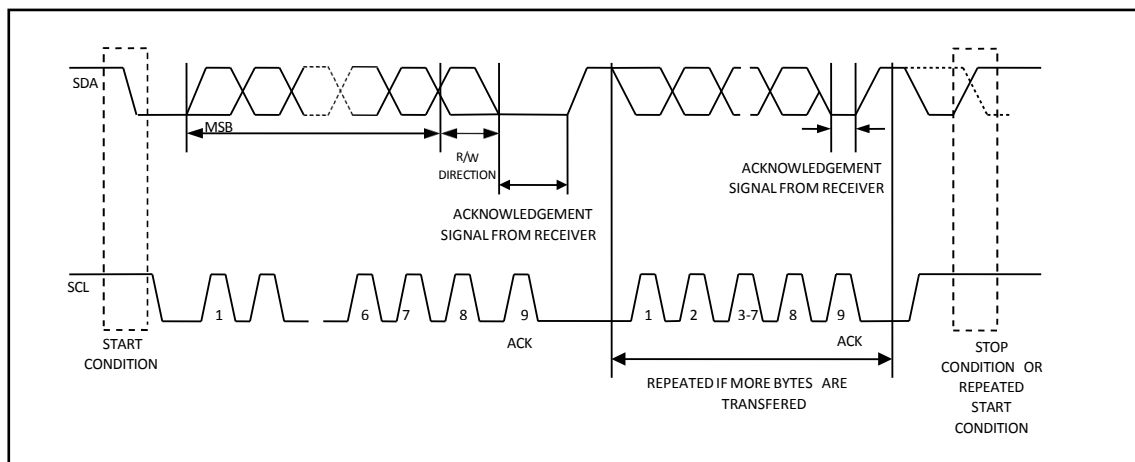 SDA
MSB
R/W
DIRECTION
ACKNOWLEDGEMENT
SIGNAL FROM RECEIVER
ACKNOWLEDGEMENT
SIGNAL FROM RECEIVER
SCL
1
6
7
8
9
1
2
3-7
8
9
ACK
ACK
START
CONDITION
REPEATED IF MORE BYTES ARE
TRANSFERED
STOP
CONDITION OR
REPEATED
START
CONDITION